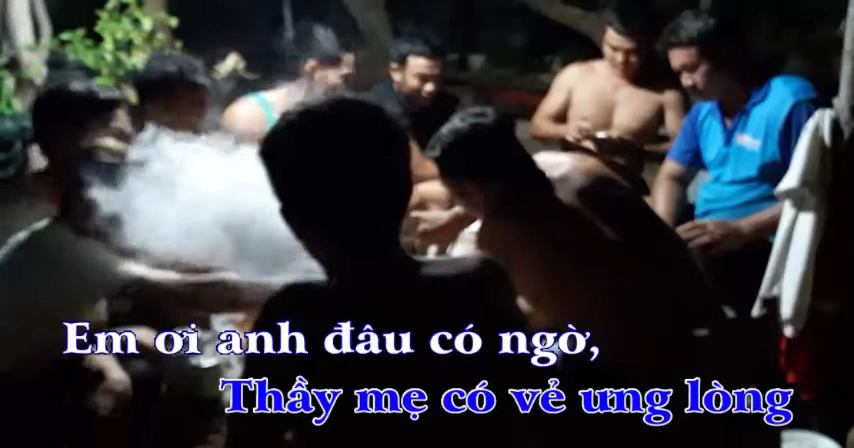 Em ơi anh đâu có ngờ,
Thầy mẹ có vẻ ưng lòng